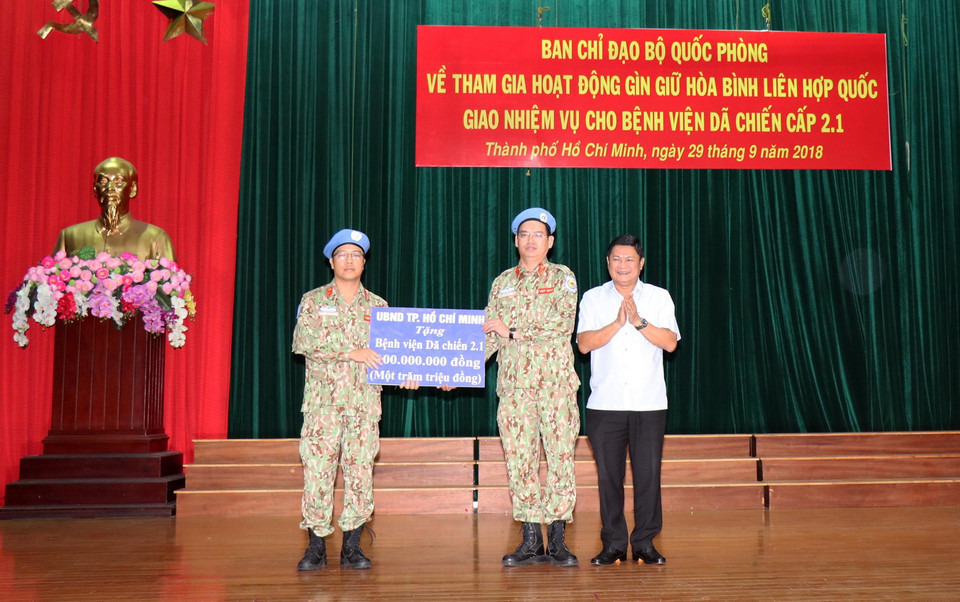 BAN CHỈ ĐẠO BỘ QUỐC PHÒNG
VỀ THAM GIA HOẠT ĐỘNG GÌN GIỮ HÒA BÌNH LIÊN HỢP QUỐC
GIAO NHIỆM VỤ CHO BỆNH VIỆN DÃ CHIẾN CẤP 2.1
Thành phố Hồ Chí Minh, ngày 29 tháng 9 năm 2018
UBND TP. HỒ CHÍ MINH
Tặng
Bệnh viện Dã chiến 2.1
00.000.000 đồng
(Một trăm triệu đồng)